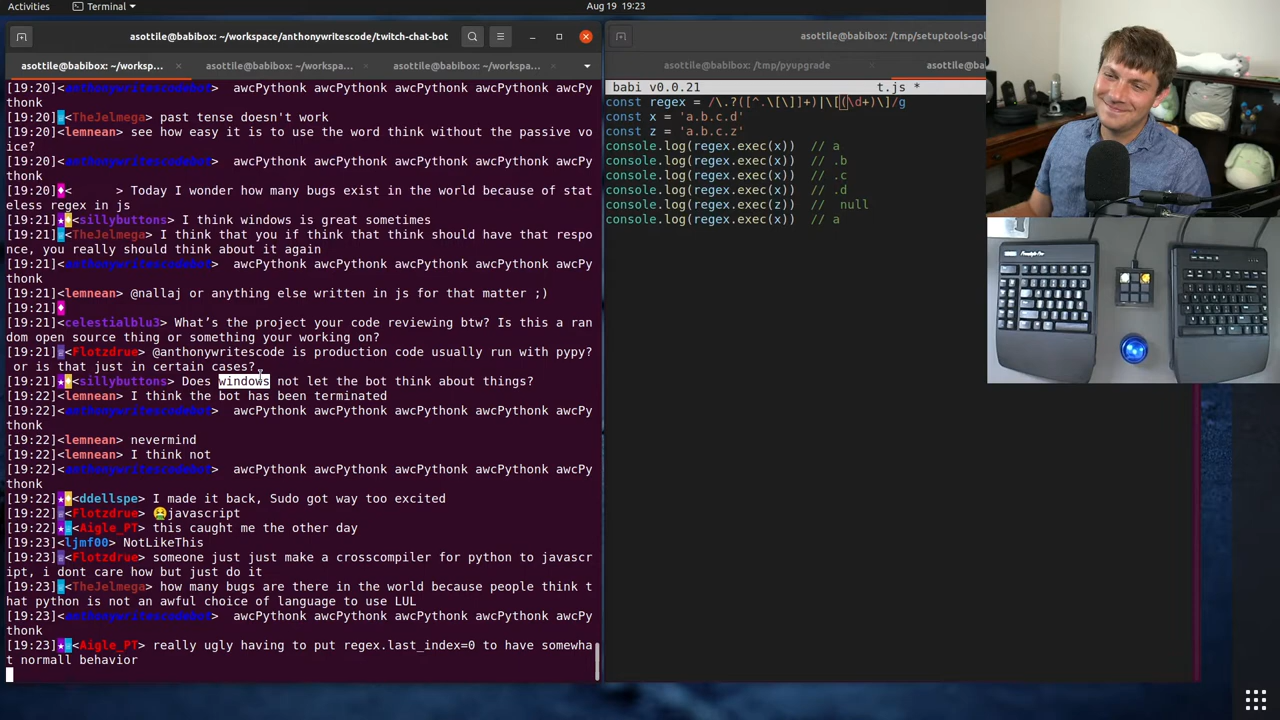 Activities
Terminal
Aug 19 19:23
asottile@babibox: ~/workspace/anthonywritescode/twitch-chat-bot
asottile@babibox: /tmp/setuptools-gol
asottile@babibox: ~/worksp...
asottile@babibox: ~/workspa...
asottile@babibox: ~/workspa...
asottile@babibox: /tmp/pyupgrade
asottile@bab
[19:20]<anthonywritescodebot> awcPythonk awcPythonk awcPythonk awcPythonk awcPy
thonk
[19:20] <TheJelmega> past tense doesn't work
[19:20]<lemnean> see how easy it is to use the word think without the passive vo
ice?
[19:20]<anthonywritescodebot> awcPythonk awcPythonk awcPythonk awcPythonk awcPy
thonk
[19:20] < > Today I wonder how many bugs exist in the world because of stat
eless regex in js
[19:21] <sillybuttons> I think windows is great sometimes
[19:21] <TheJelmega> I think that you if think that think should have that respo
nce, you really should think about it again
[19:21]<anthonywritescodebot> awcPythonk awcPythonk awcPythonk awcPythonk awcPy
thonk
[19:21]<lemnean> @nallaj or anything else written in js for that matter ;)
[19:21]
[19:21]<celestialblu3> What's the project your code reviewing btw? Is this a ran
dom open source thing or something your working on?
[19:21] <Flotzdrue> @anthonywritescode is production code usually run with pypy?
or is that just in certain cases?
[19:21] <sillybuttons> Does windows not let the bot think about things?
[19:22]<lemnean> I think the bot has been terminated
[19:22]<anthonywritescodebot> awcPythonk awcPythonk awcPythonk awcPythonk awcPy
thonk
[19:22]<lemnean> nevermind
[19:22]<lemnean> I think not
[19:22]<anthonywritescodebot> awcPythonk awcPythonk awcPythonk awcPythonk awcPy
thonk
[19:22] <ddellspe> I made it back, Sudo got way too excited
[19:22] <Flotzdrue> 🤮javascript
[19:22] <Aigle_PT> this caught me the other day
[19:23]<ljmf00> NotLikeThis
[19:23] <Flotzdrue> someone just just make a crosscompiler for python to javascr
ipt, i dont care how but just do it
[19:23] <TheJelmega> how many bugs are there in the world because people think t
hat python is not an awful choice of language to use LUL
[19:23]<anthonywritescodebot> awcPythonk awcPythonk awcPythonk awcPythonk awcPy
thonk
[19:23] <Aigle_PT> really ugly having to put regex.last_index=0 to have somewha
t normall behavior
babi v0.0.21 t.js *
const regex = /\.?([^.\[\]]+)|\[(\d+)\]/g
const x = 'a.b.c.d'
const z = 'a.b.c.z'
console.log(regex.exec(x)) // a
console.log(regex.exec(x)) // .b
console.log(regex.exec(x)) // .c
console.log(regex.exec(x)) // .d
console.log(regex.exec(z)) // null
console.log(regex.exec(x)) // a